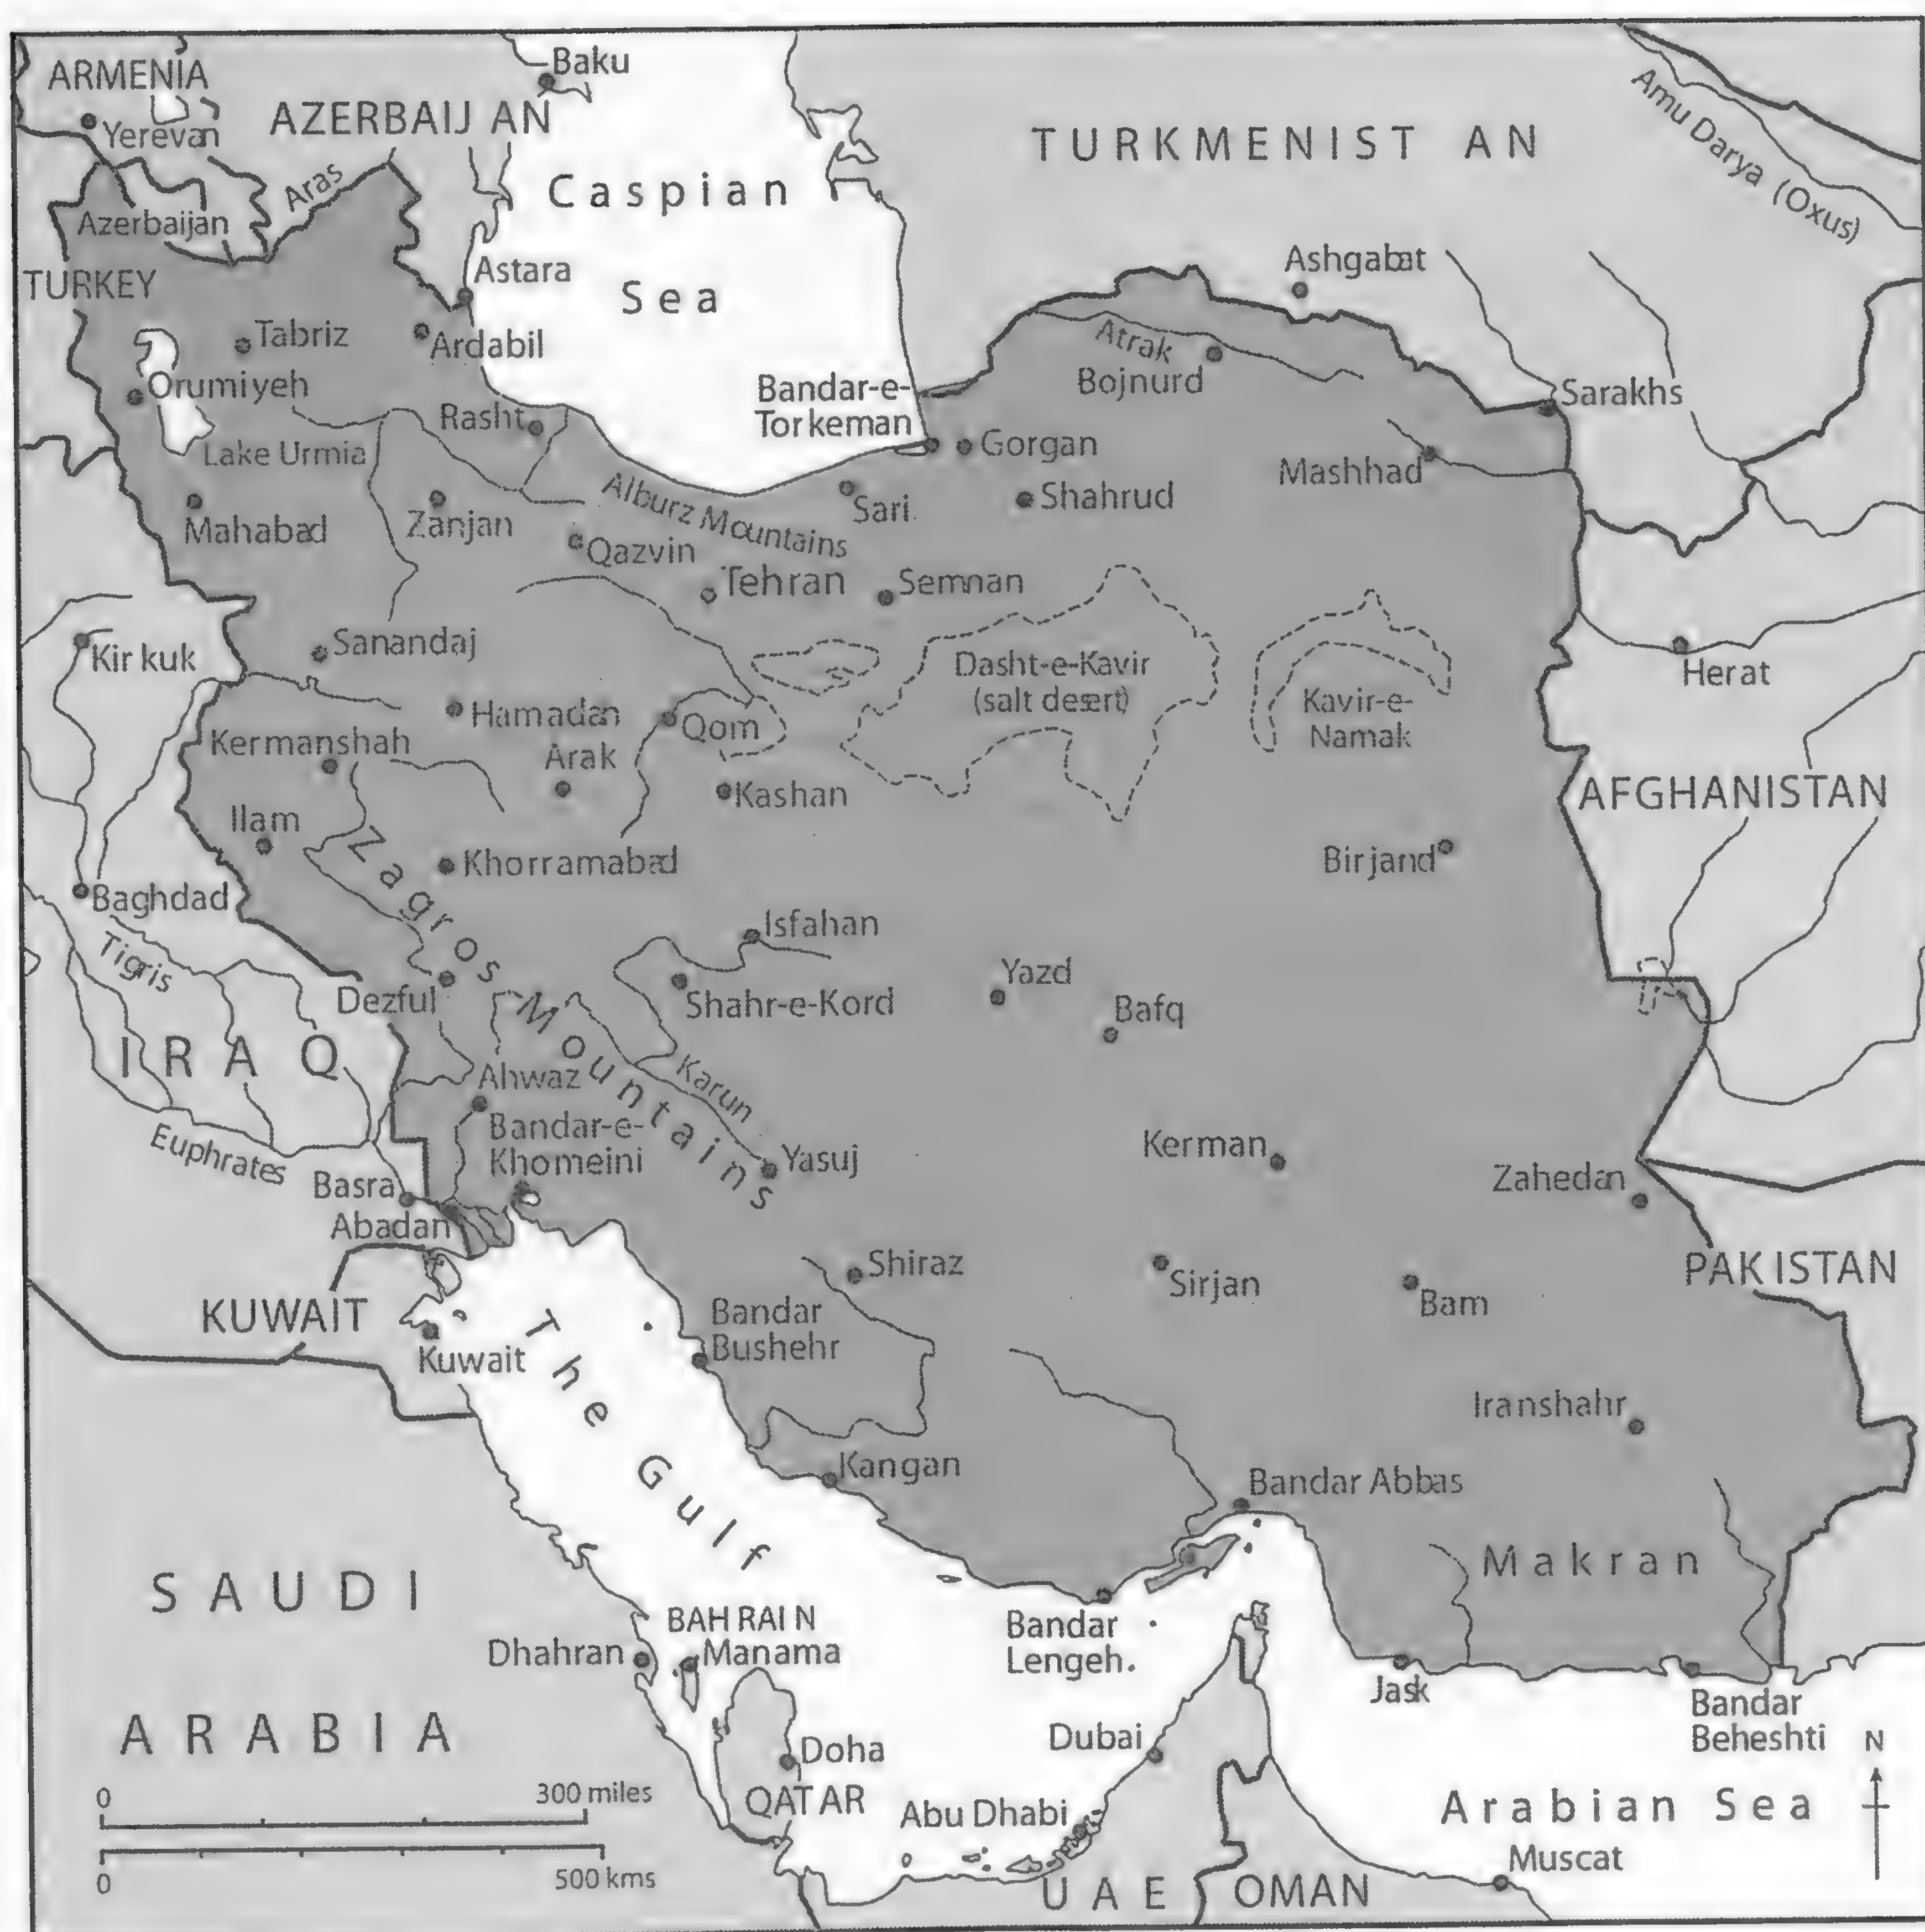 ARMENIA
Baku
Yerevan
AZERBAIJAN
TURKMENISTAN
Amu Darya (Oxus)
Caspian
Sea
Aras
Azerbaijan
TURKEY
Astara
Ashgabat
Tabriz
Ardabil
Atrak
Bojnurd
Orumiyeh
Bandar-e-
Torkeman
Sarakhs
Rasht
Lake Urmia
Gorgan
Mashhad
Alburz Mountains
Sari
Shahrud
Mahabad
Zanjan
Qazvin
Tehran
Semnan
Kirkuk
Sanandaj
Dasht-e-Kavir
(salt desert)
Herat
Hamadan
Qom
Kavir-e-
Namak
Kermanshah
Arak
Kashan
AFGHANISTAN
Ilam
Khorramabad
Birjand
Baghdad
Zagros Mountains
Isfahan
Tigris
Dezful
Shahr-e-Kord
Yazd
Bafq
IRAQ
Ahwaz
Karun
Bandar-e-
Khomeini
Euphrates
Yasuj
Kerman
Zahedan
Basra
Abadan
Shiraz
Sirjan
Bam
PAKISTAN
KUWAIT
Kuwait
Bandar
Bushehr
The Gulf
Iranshahr
Kangan
Bandar Abbas
Makran
SAUDI
ARABIA
BAHRAIN
Manama
Dhahran
Bandar
Lengeh
Jask
Bandar
Beheshti
Dubai
Doha
QATAR
Abu Dhabi
Arabian Sea
N
Muscat
UAE
OMAN
0 300 miles
0 500 kms